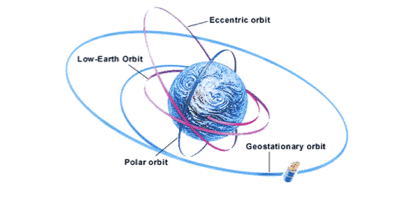 Eccentric orbit
Low-Earth Orbit
Geostationary orbit
Polar orbit